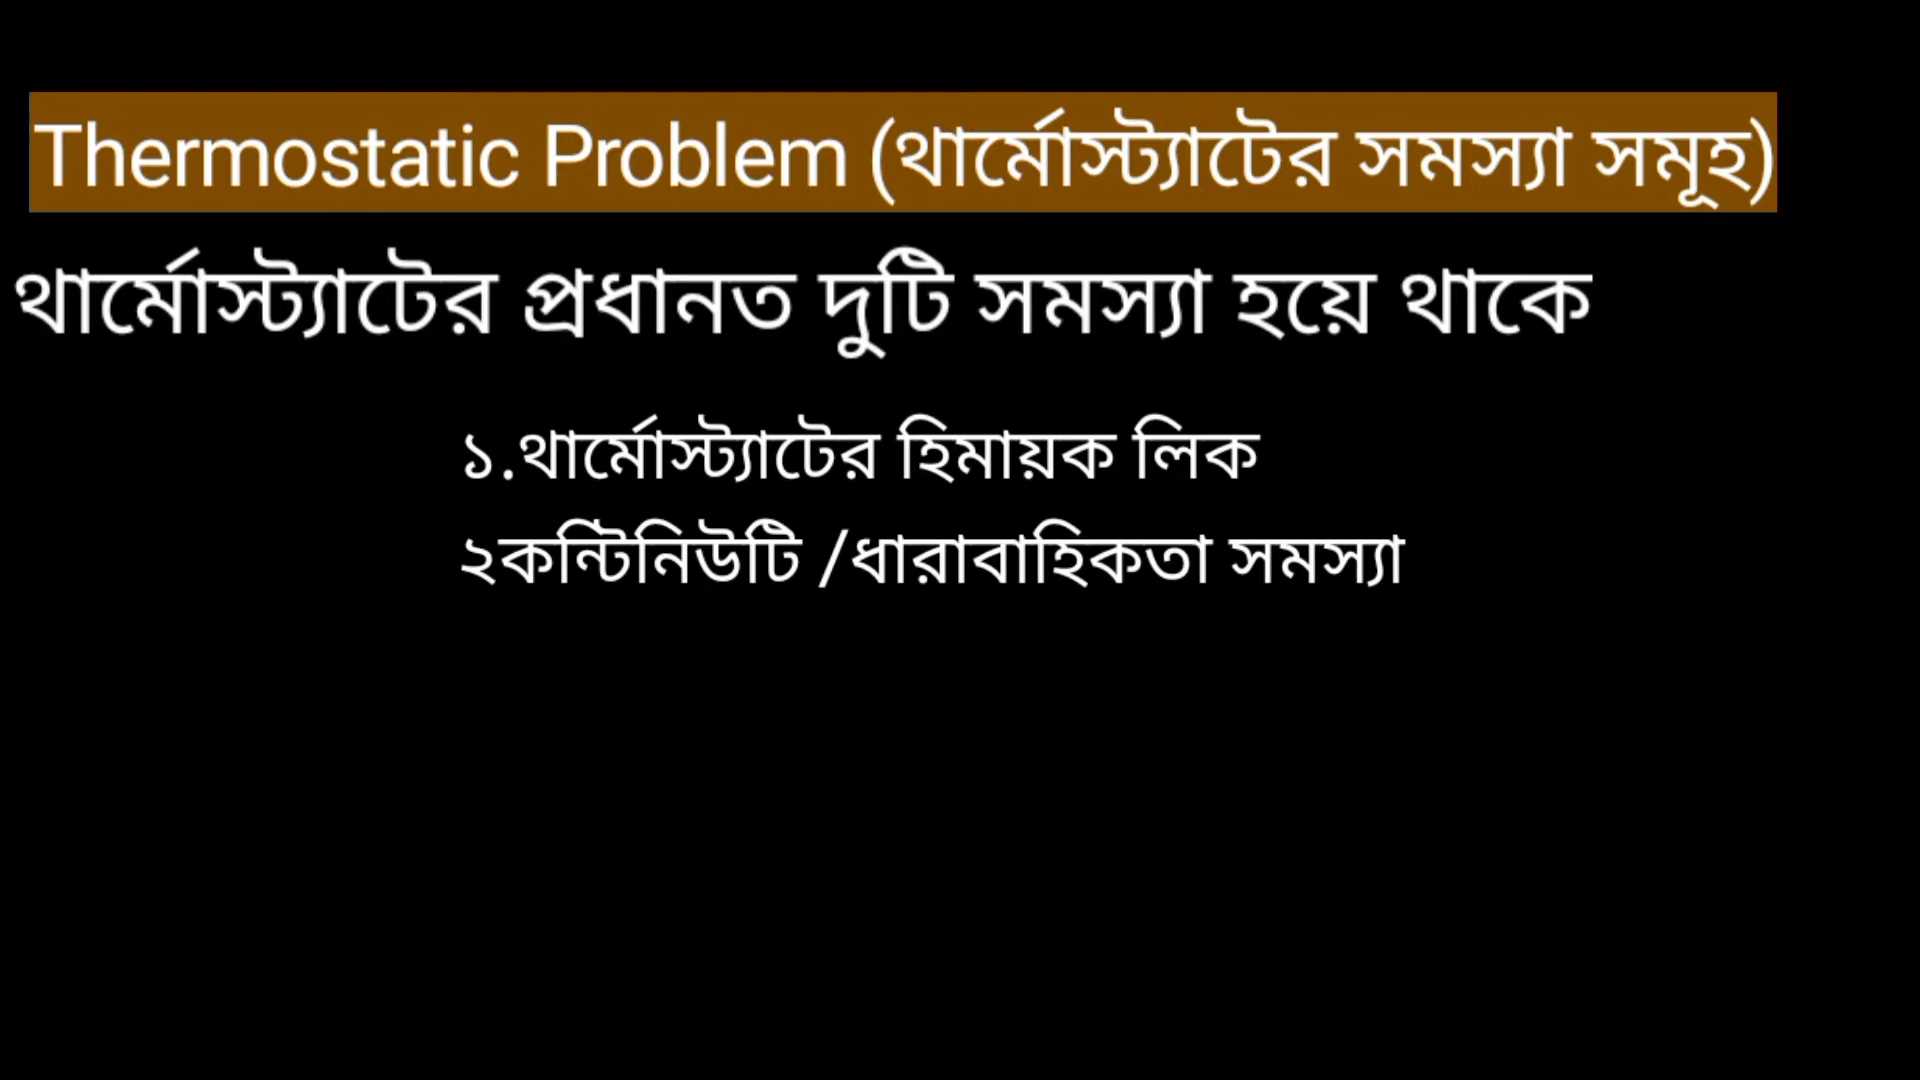 Thermostatic Problem (থার্মোস্ট্যাটের সমস্যা সমূহ)
থার্মোস্ট্যাটের প্রধানত দুটি সমস্যা হয়ে থাকে
১.থার্মোস্ট্যাটের হিমায়ক লিক
২কন্টিনিউটি /ধারাবাহিকতা সমস্যা